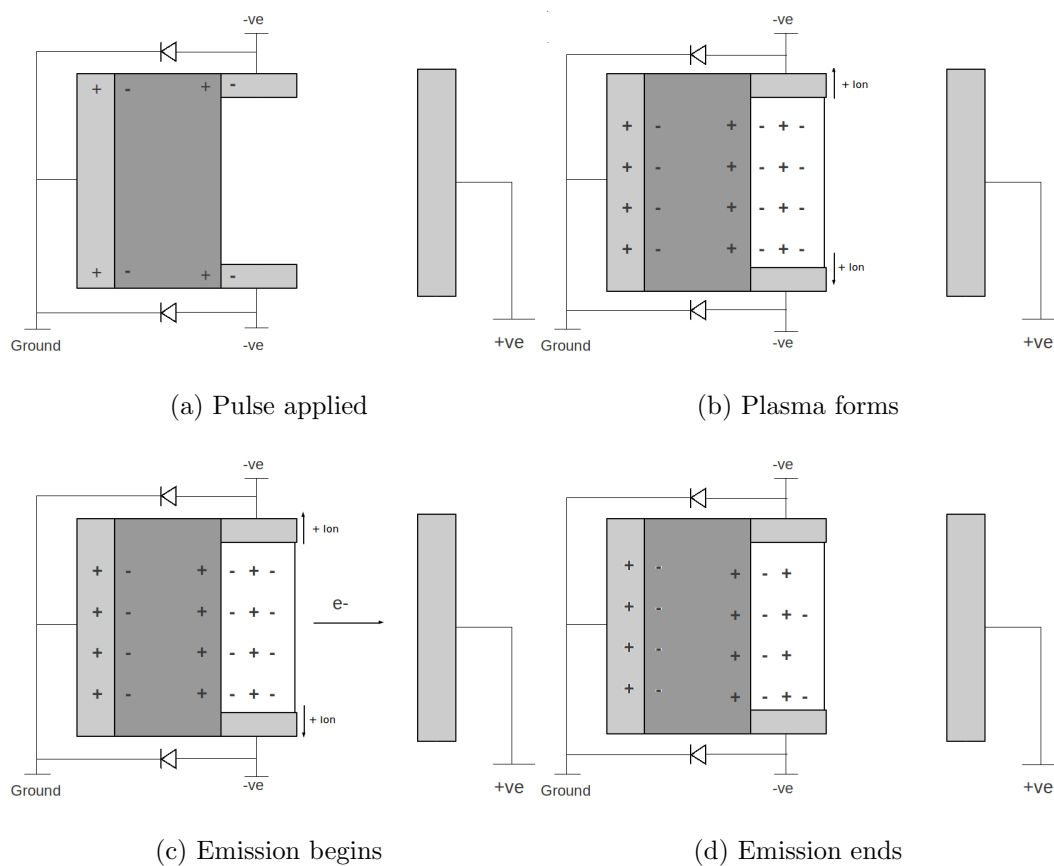 -ve
+ - + -
+ - + -
Ground
-ve
+ve
(a) Pulse applied
-ve
+ Ion
+ - + - + -
+ - + - + -
+ - + - + -
+ - + - + -
+ Ion
Ground
-ve
+ve
(b) Plasma forms
-ve
+ Ion
+ - + - + -
+ - + - + -
e-
+ - + - + -
+ - + - + -
+ Ion
Ground
-ve
+ve
(c) Emission begins
-ve
+ - + - +
+ - + - + -
+ - + - +
+ - + - + -
Ground
-ve
+ve
(d) Emission ends